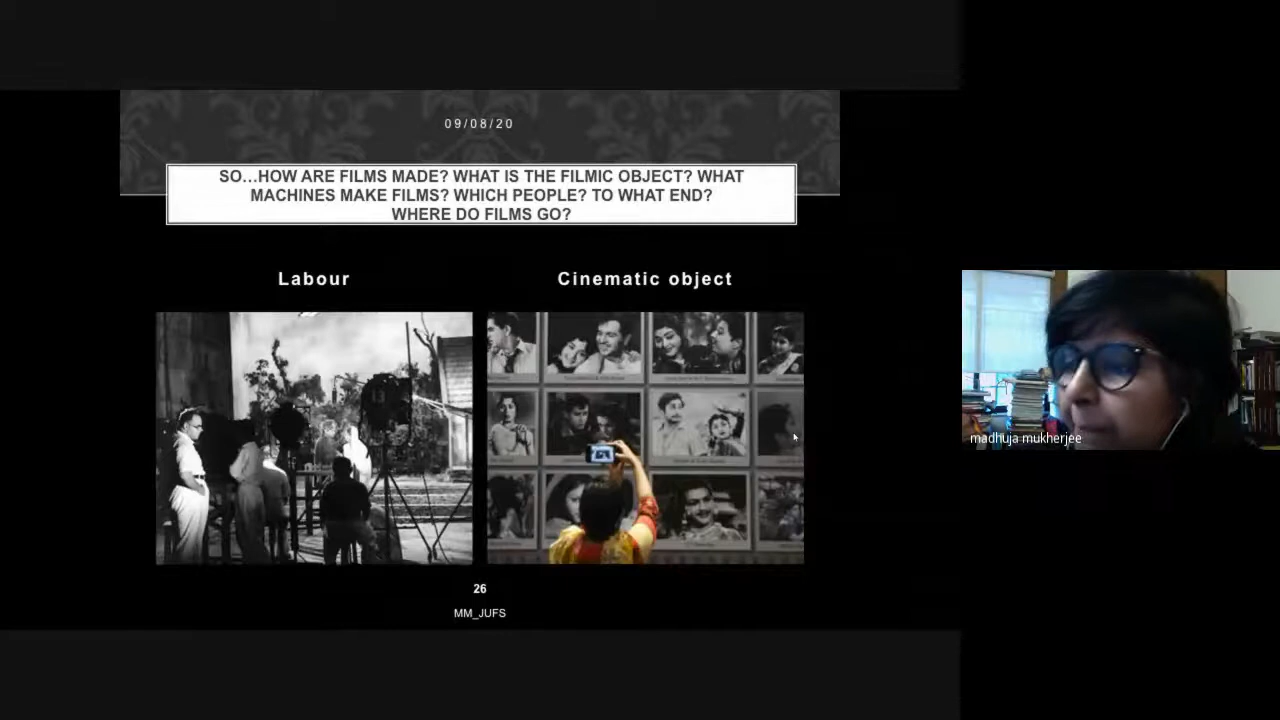 09/08/20
SO...HOW ARE FILMS MADE? WHAT IS THE FILMIC OBJECT? WHAT
MACHINES MAKE FILMS? WHICH PEOPLE? TO WHAT END?
WHERE DO FILMS GO?
Labour
Cinematic object
26
MM_JUFS
madhuja mukherjee